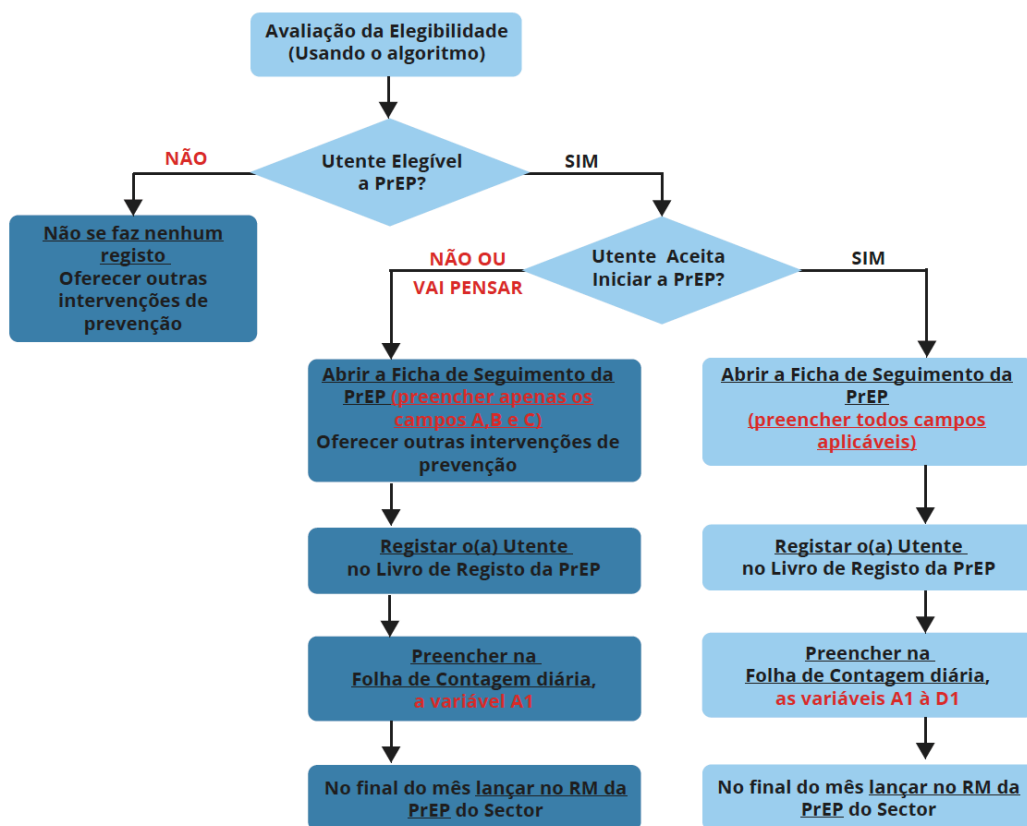 Avaliação da Elegibilidade
(Usando o algoritmo)
NÃO
Utente Elegível
a PrEP?
SIM
Não se faz nenhum
registo
Oferecer outras
intervenções de
prevenção
NÃO OU
VAI PENSAR
Utente Aceita
Iniciar a PrEP?
SIM
Abrir a Ficha de Seguimento da
PrEP (preencher apenas os
campos A,B e C)
Oferecer outras intervenções de
prevenção
Abrir a Ficha de Seguimento da
PrEP
(preencher todos campos
aplicáveis)
Registar o(a) Utente
no Livro de Registo da PrEP
Registar o(a) Utente
no Livro de Registo da PrEP
Preencher na
Folha de Contagem diária,
a variável A1
Preencher na
Folha de Contagem diária,
as variáveis A1 à D1
No final do mês lançar no RM da
PrEP do Sector
No final do mês lançar no RM da
PrEP do Sector